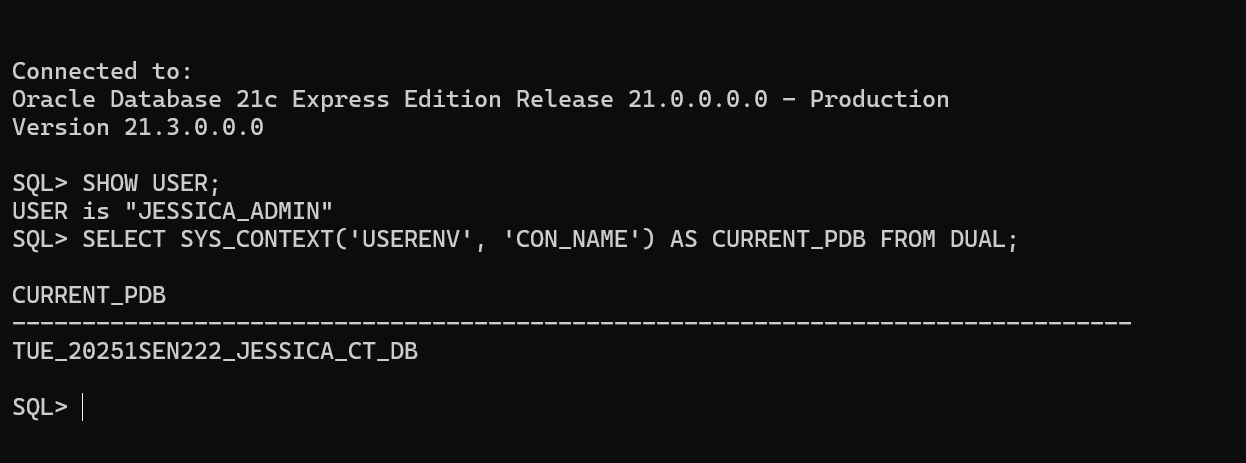 Connected to:
Oracle Database 21c Express Edition Release 21.0.0.0.0 - Production
Version 21.3.0.0.0
SQL> SHOW USER;
USER is "JESSICA_ADMIN"
SQL> SELECT SYS_CONTEXT('USERENV', 'CON_NAME') AS CURRENT_PDB FROM DUAL;
CURRENT_PDB
--------------------------------------------------------------------------------
TUE_20251SEN222_JESSICA_CT_DB
SQL>